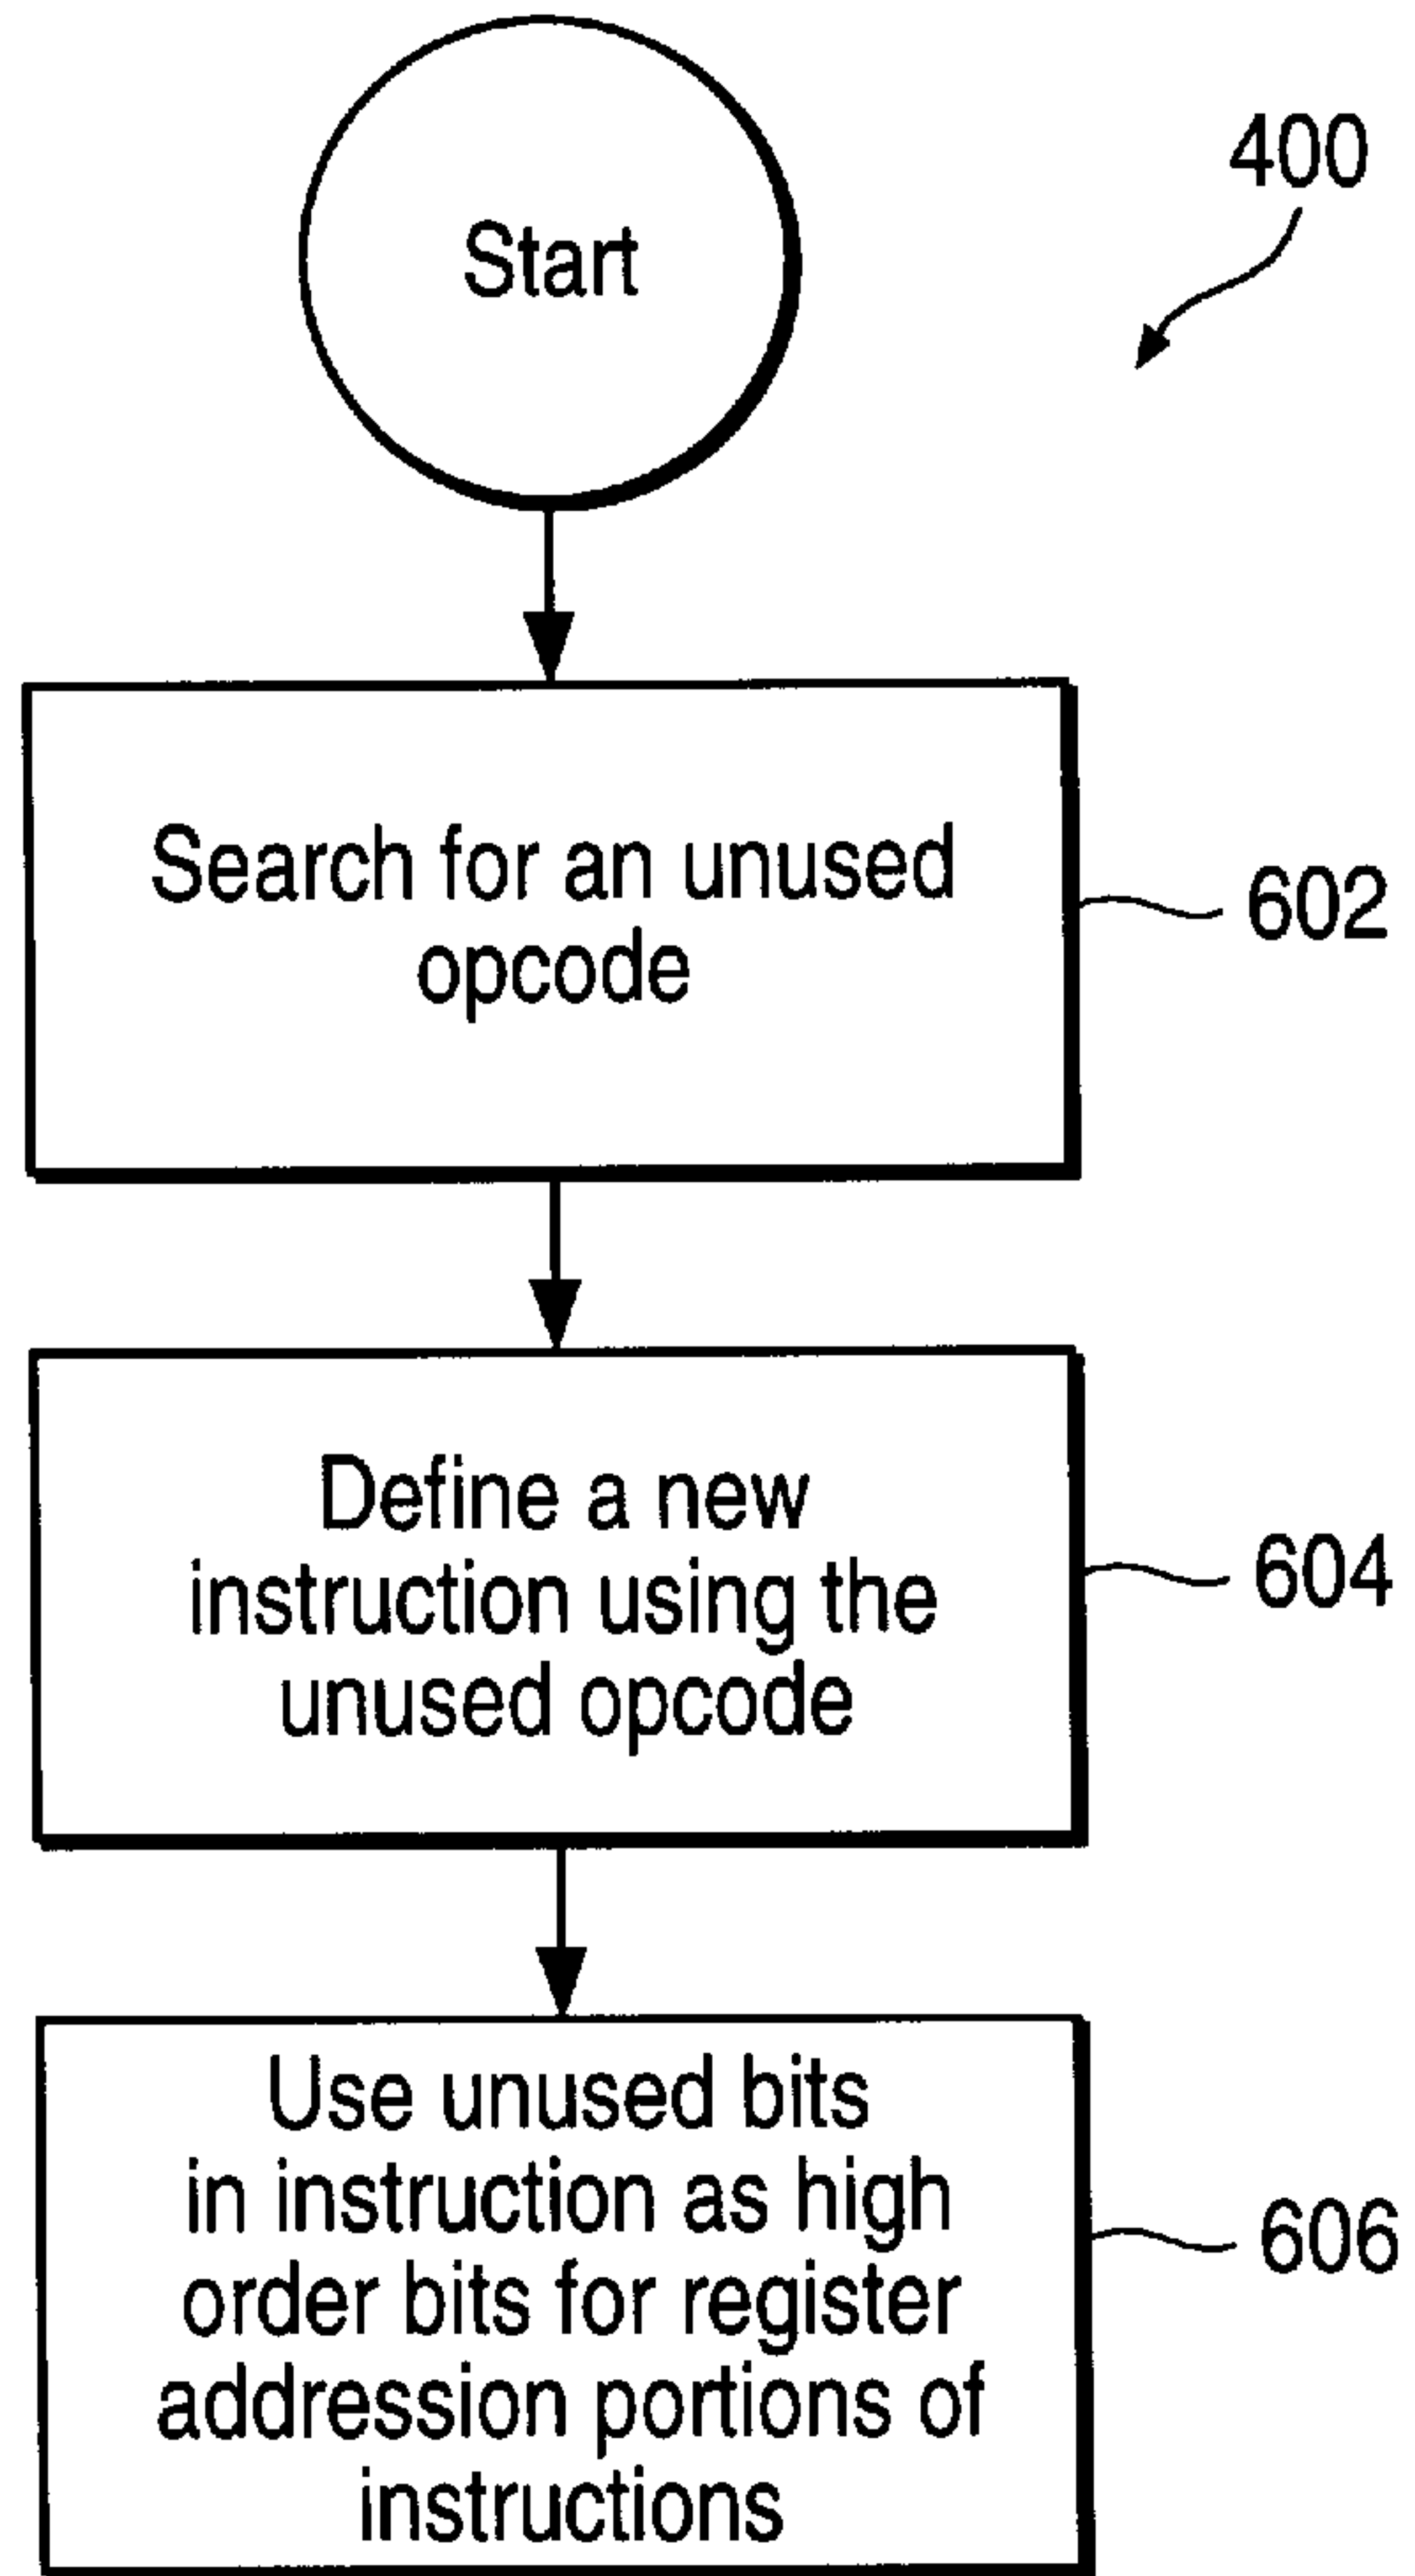 400
Start
Search for an unused
opcode
602
Define a new
instruction using the
unused opcode
604
Use unused bits
in instruction as high
order bits for register
addression portions of
instructions
606